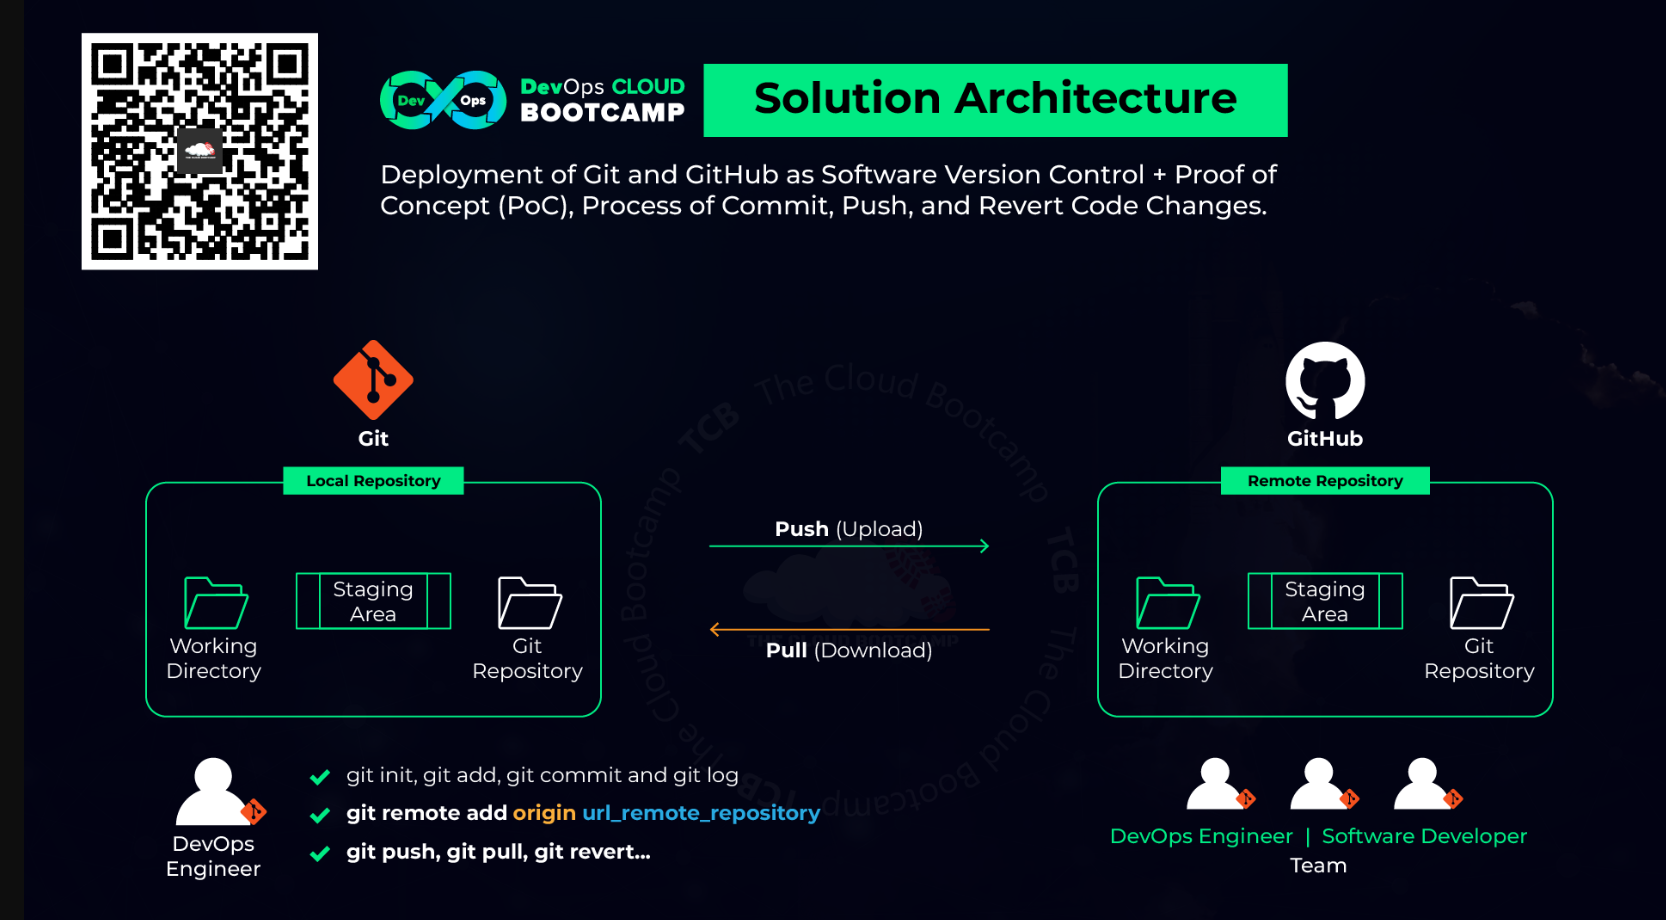 DevOps CLOUD
BOOTCAMP
Dev Ops
Solution Architecture
Deployment of Git and GitHub as Software Version Control + Proof of
Concept (PoC), Process of Commit, Push, and Revert Code Changes.
Git
GitHub
Local Repository
Remote Repository
Push (Upload)
Pull (Download)
Staging
Area
Working
Directory
Git
Repository
Staging
Area
Working
Directory
Git
Repository
TCB The Cloud Bootcamp TCB The Cloud Bootcamp TCB The Cloud Bootcamp
THE CLOUD BOOTCAMP
DevOps
Engineer
git init, git add, git commit and git log
git remote add origin url_remote_repository
git push, git pull, git revert...
DevOps Engineer | Software Developer
Team